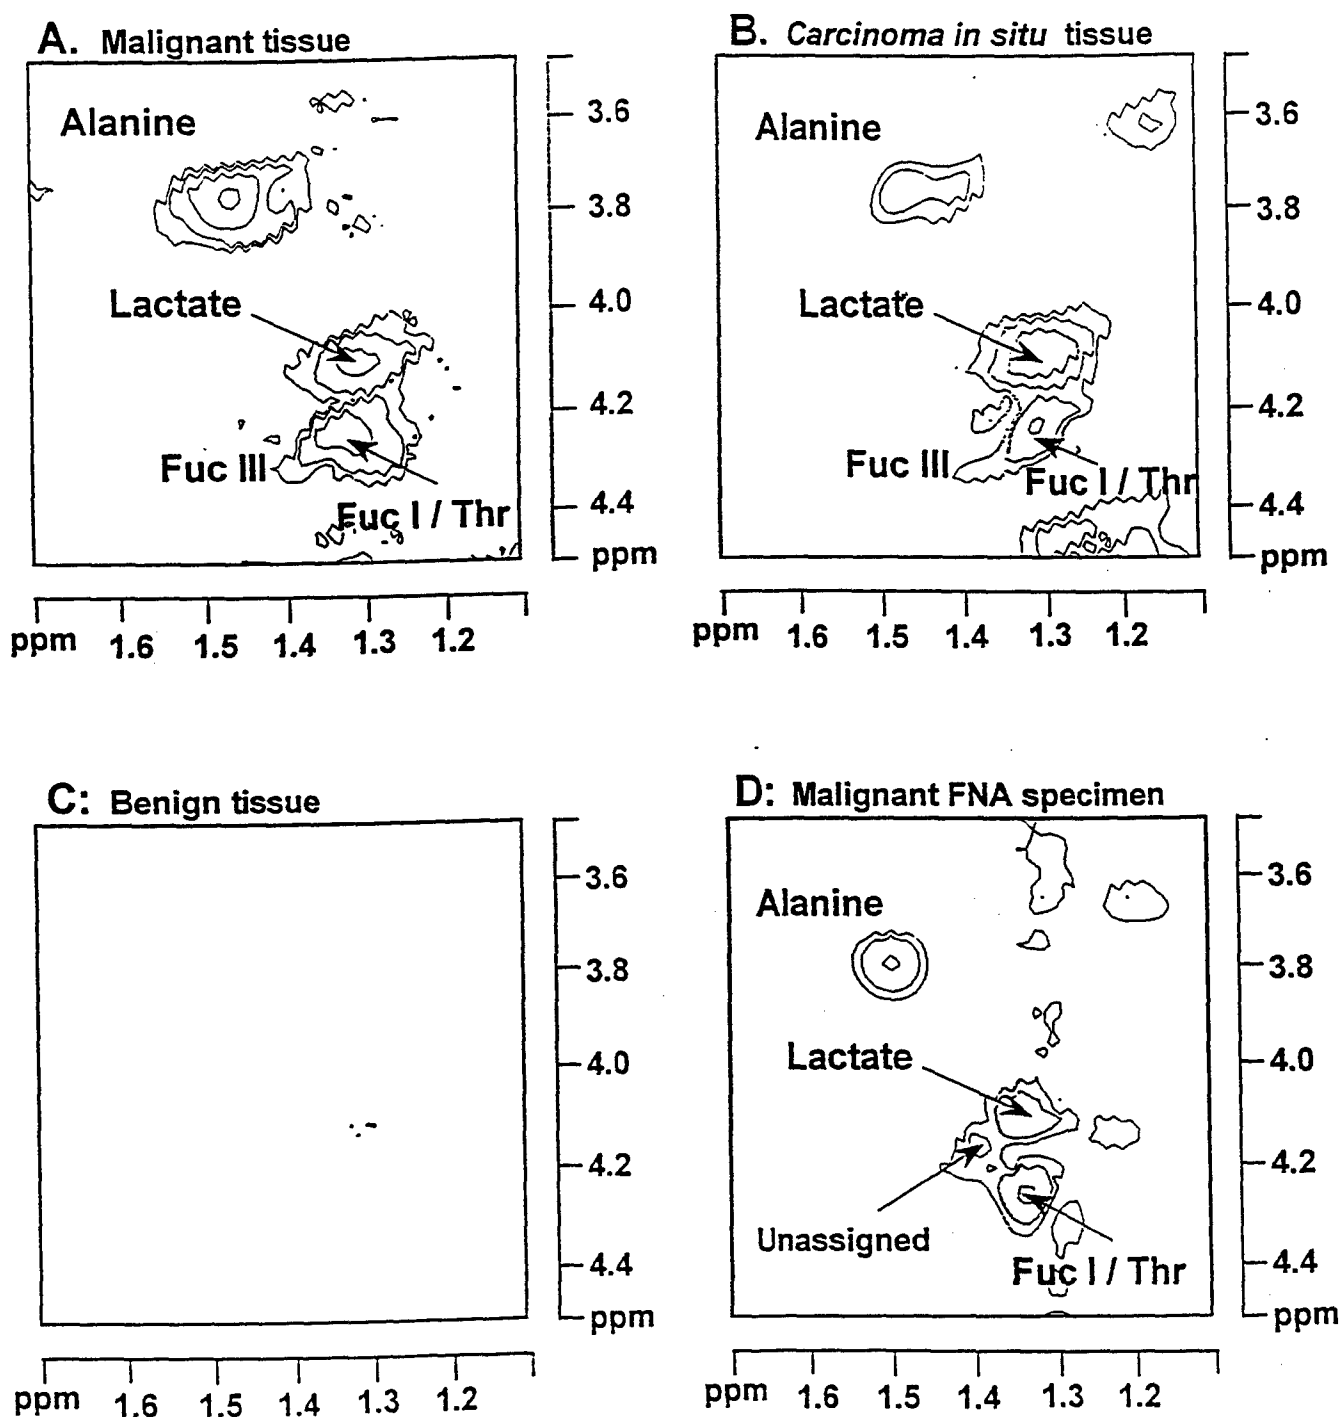 A. Malignant tissue
Alanine
Lactate
Fuc III
Fuc I / Thr
3.6
3.8
4.0
4.2
4.4
ppm
ppm 1.6 1.5 1.4 1.3 1.2
B. Carcinoma in situ tissue
Alanine
Lactate
Fuc III
Fuc I / Thr
3.6
3.8
4.0
4.2
4.4
ppm
ppm 1.6 1.5 1.4 1.3 1.2
C: Benign tissue
3.6
3.8
4.0
4.2
4.4
ppm
ppm 1.6 1.5 1.4 1.3 1.2
D: Malignant FNA specimen
Alanine
Lactate
Unassigned
Fuc I / Thr
3.6
3.8
4.0
4.2
4.4
ppm
ppm 1.6 1.5 1.4 1.3 1.2